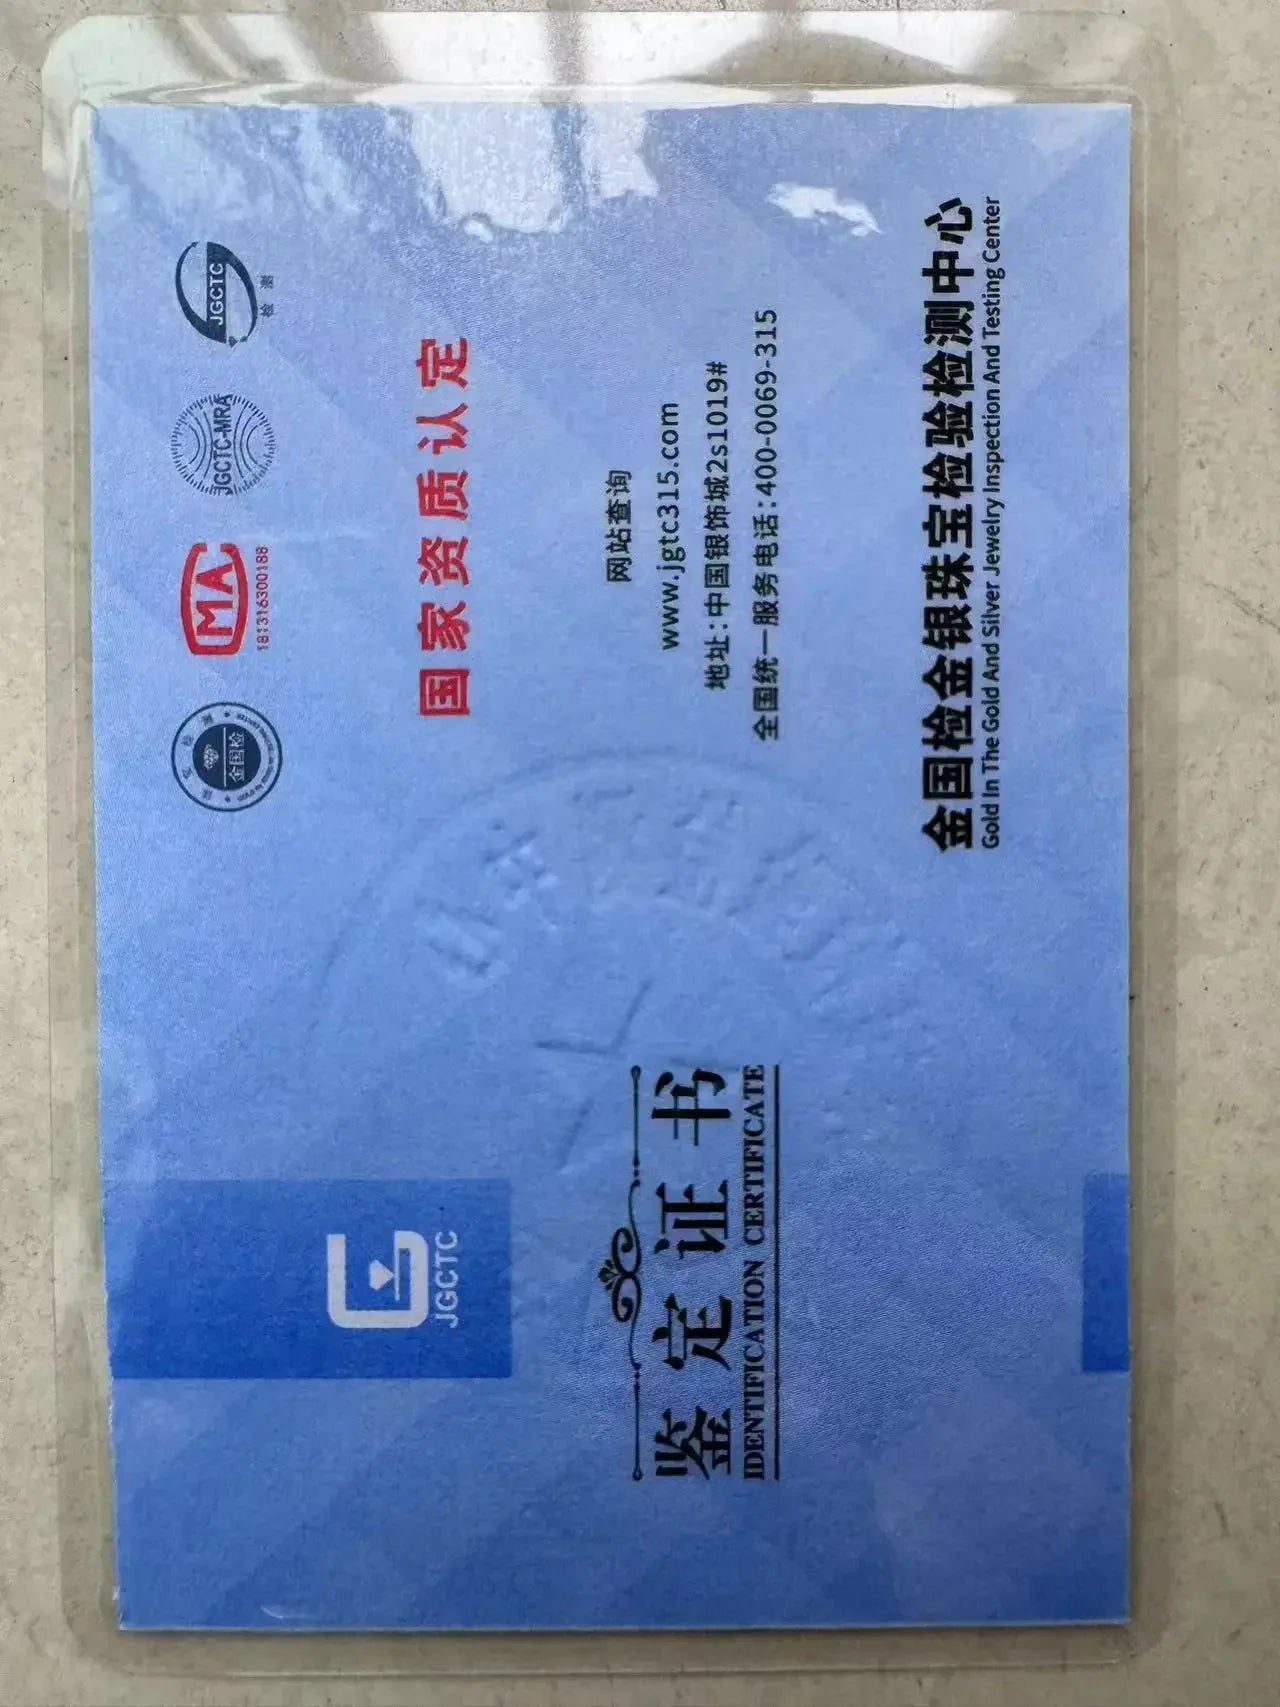 JGCTC
鉴定证书
IDENTIFICATION CERTIFICATE
金国检
MA
181316300186
JGCTC-MRA
JGCTC
检测
国家资质认定
网站查询
www.jgtc315.com
地址:中国银饰城2s1019#
全国统一服务电话:400-0069-315
金国检金银珠宝检验检测中心
Gold In The Gold And Silver Jewelry Inspection And Testing Center